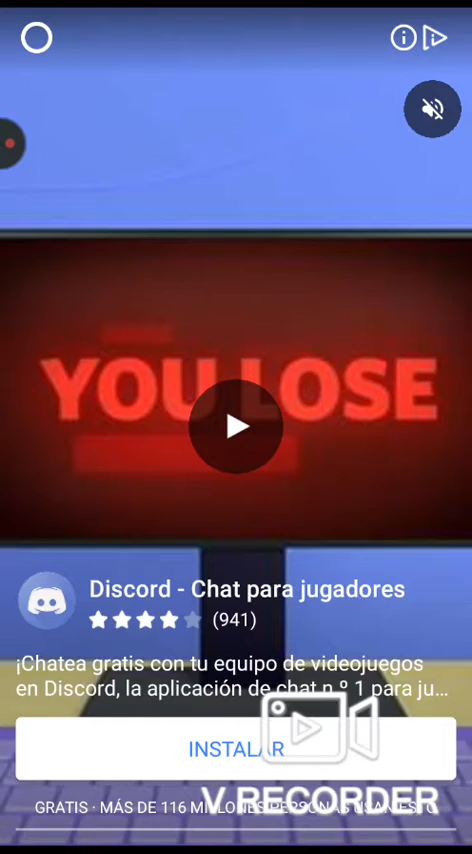 YOU LOSE
Discord - Chat para jugadores
(941)
¡Chatea gratis con tu equipo de videojuegos
en Discord, la aplicación de chat n.º 1 para ju...
INSTALAR
GRATIS · MÁS DE 116 MILLONES PERSONAS USAN ESTO
V RECORDER